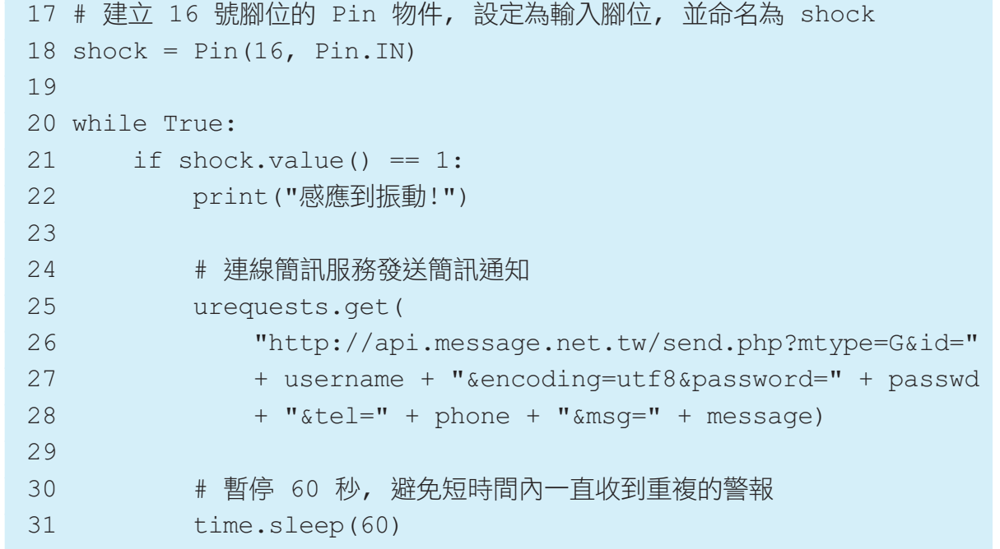 17 # 建立 16 號腳位的 Pin 物件, 設定為輸入腳位, 並命名為 shock
18 shock = Pin(16, Pin.IN)
19
20 while True:
21     if shock.value() == 1:
22         print("感應到振動!")
23
24         # 連線簡訊服務發送簡訊通知
25         urequests.get(
26             "http://api.message.net.tw/send.php?mtype=G&id="
27             + username + "&encoding=utf8&password=" + passwd
28             + "&tel=" + phone + "&msg=" + message)
29
30         # 暫停 60 秒, 避免短時間內一直收到重複的警報
31         time.sleep(60)